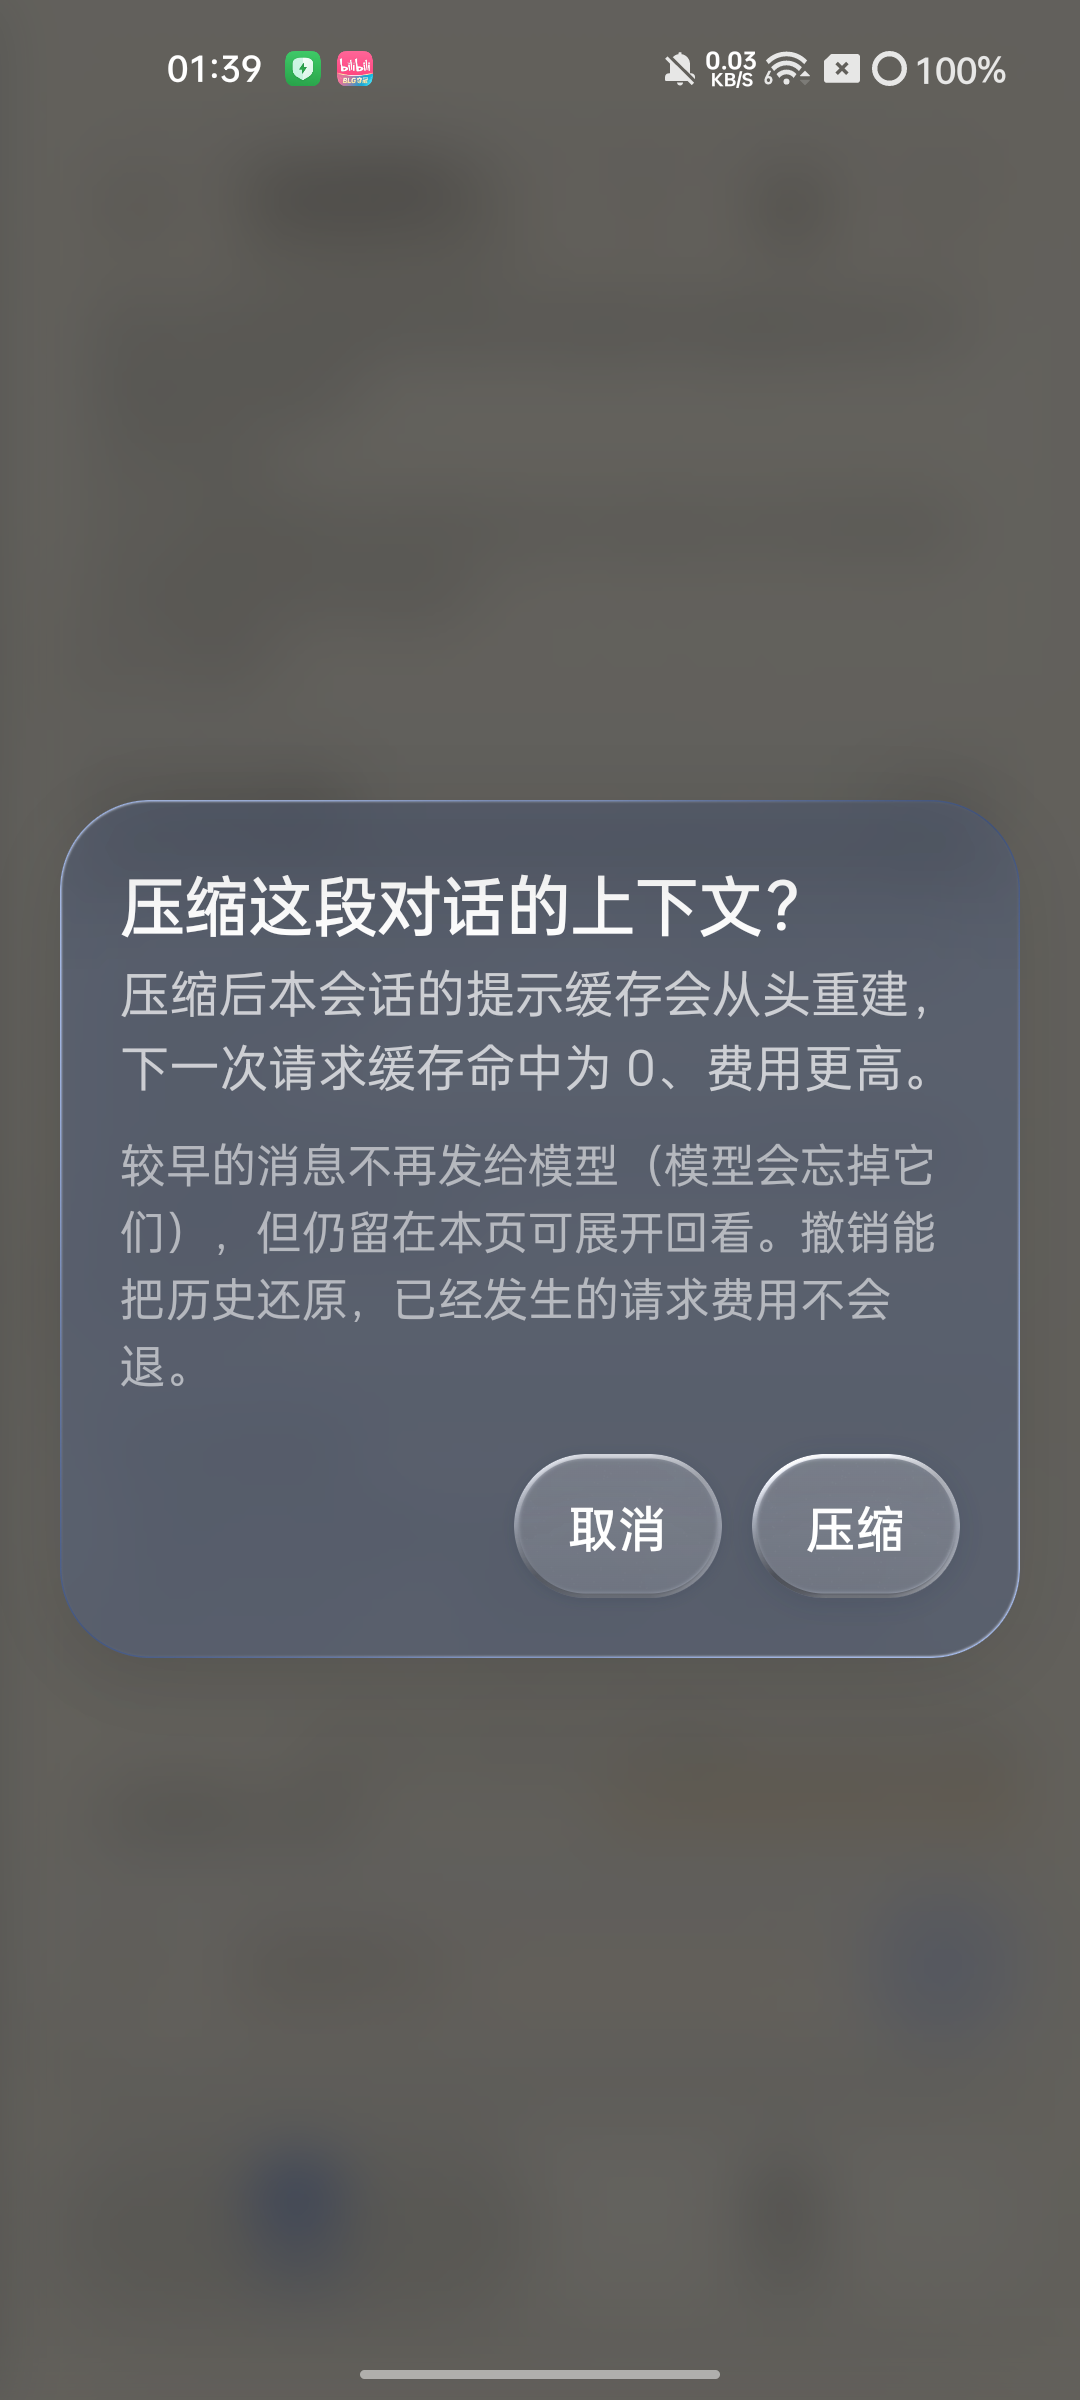 01:39
bilibili
0.03
KB/S
6
100%
压缩这段对话的上下文？
压缩后本会话的提示缓存会从头重建，
下一次请求缓存命中为 0、费用更高。
较早的消息不再发给模型（模型会忘掉它
们），但仍留在本页可展开回看。撤销能
把历史还原，已经发生的请求费用不会
退。
取消
压缩